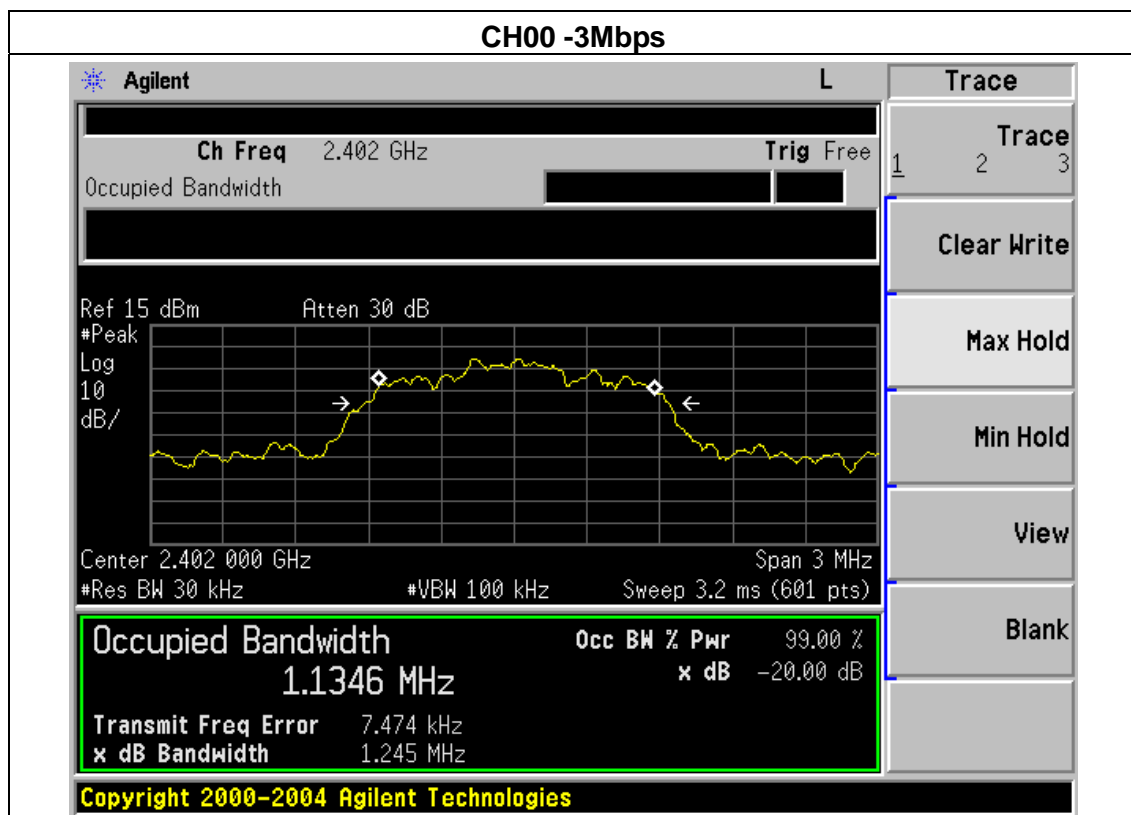 CH00 -3Mbps
Agilent L Trace
Ch Freq 2.402 GHz Trig Free
Occupied Bandwidth
Trace
1 2 3
Clear Write
Max Hold
Min Hold
View
Blank
Ref 15 dBm Atten 30 dB
#Peak
Log
10
dB/
Center 2.402 000 GHz Span 3 MHz
#Res BW 30 kHz #VBW 100 kHz Sweep 3.2 ms (601 pts)
Occupied Bandwidth Occ BW % Pwr 99.00 %
1.1346 MHz x dB -20.00 dB
Transmit Freq Error 7.474 kHz
x dB Bandwidth 1.245 MHz
Copyright 2000-2004 Agilent Technologies